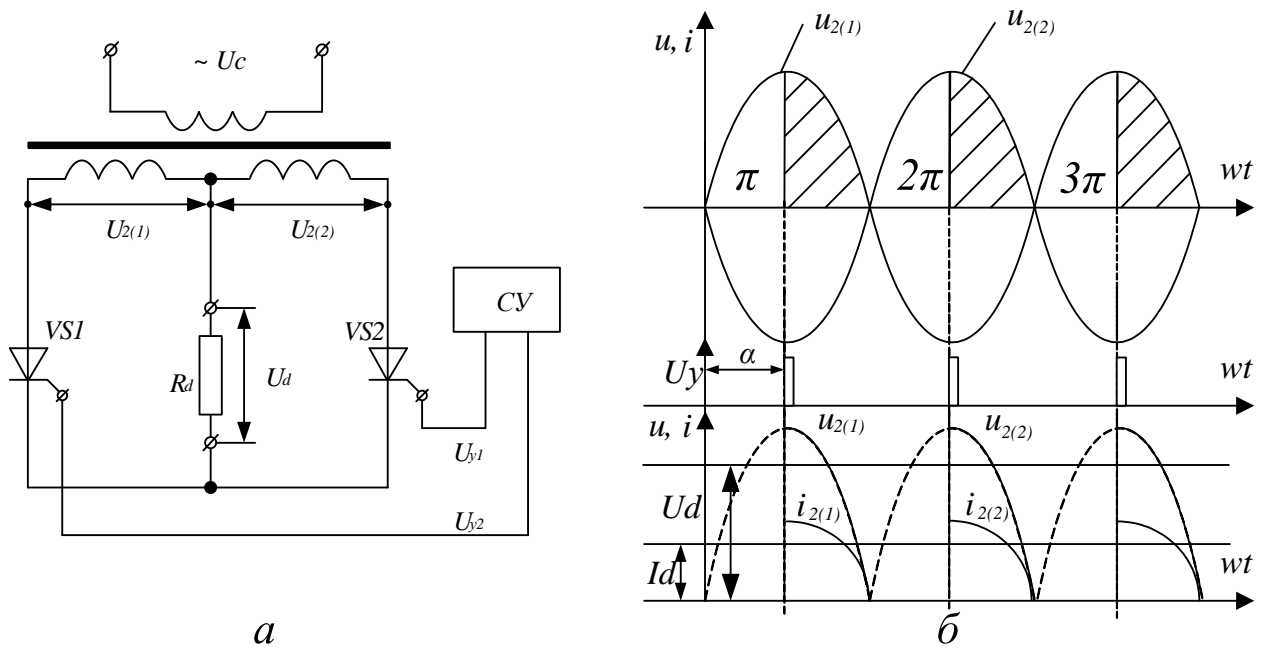 ~ Uc
U2(1)
U2(2)
СУ
VS1
VS2
Rd
Ud
Uy1
Uy2
а
u, i
u2(1)
u2(2)
π
2π
3π
wt
Uy
α
wt
u, i
u2(1)
u2(2)
Ud
i2(1)
i2(2)
Id
wt
б